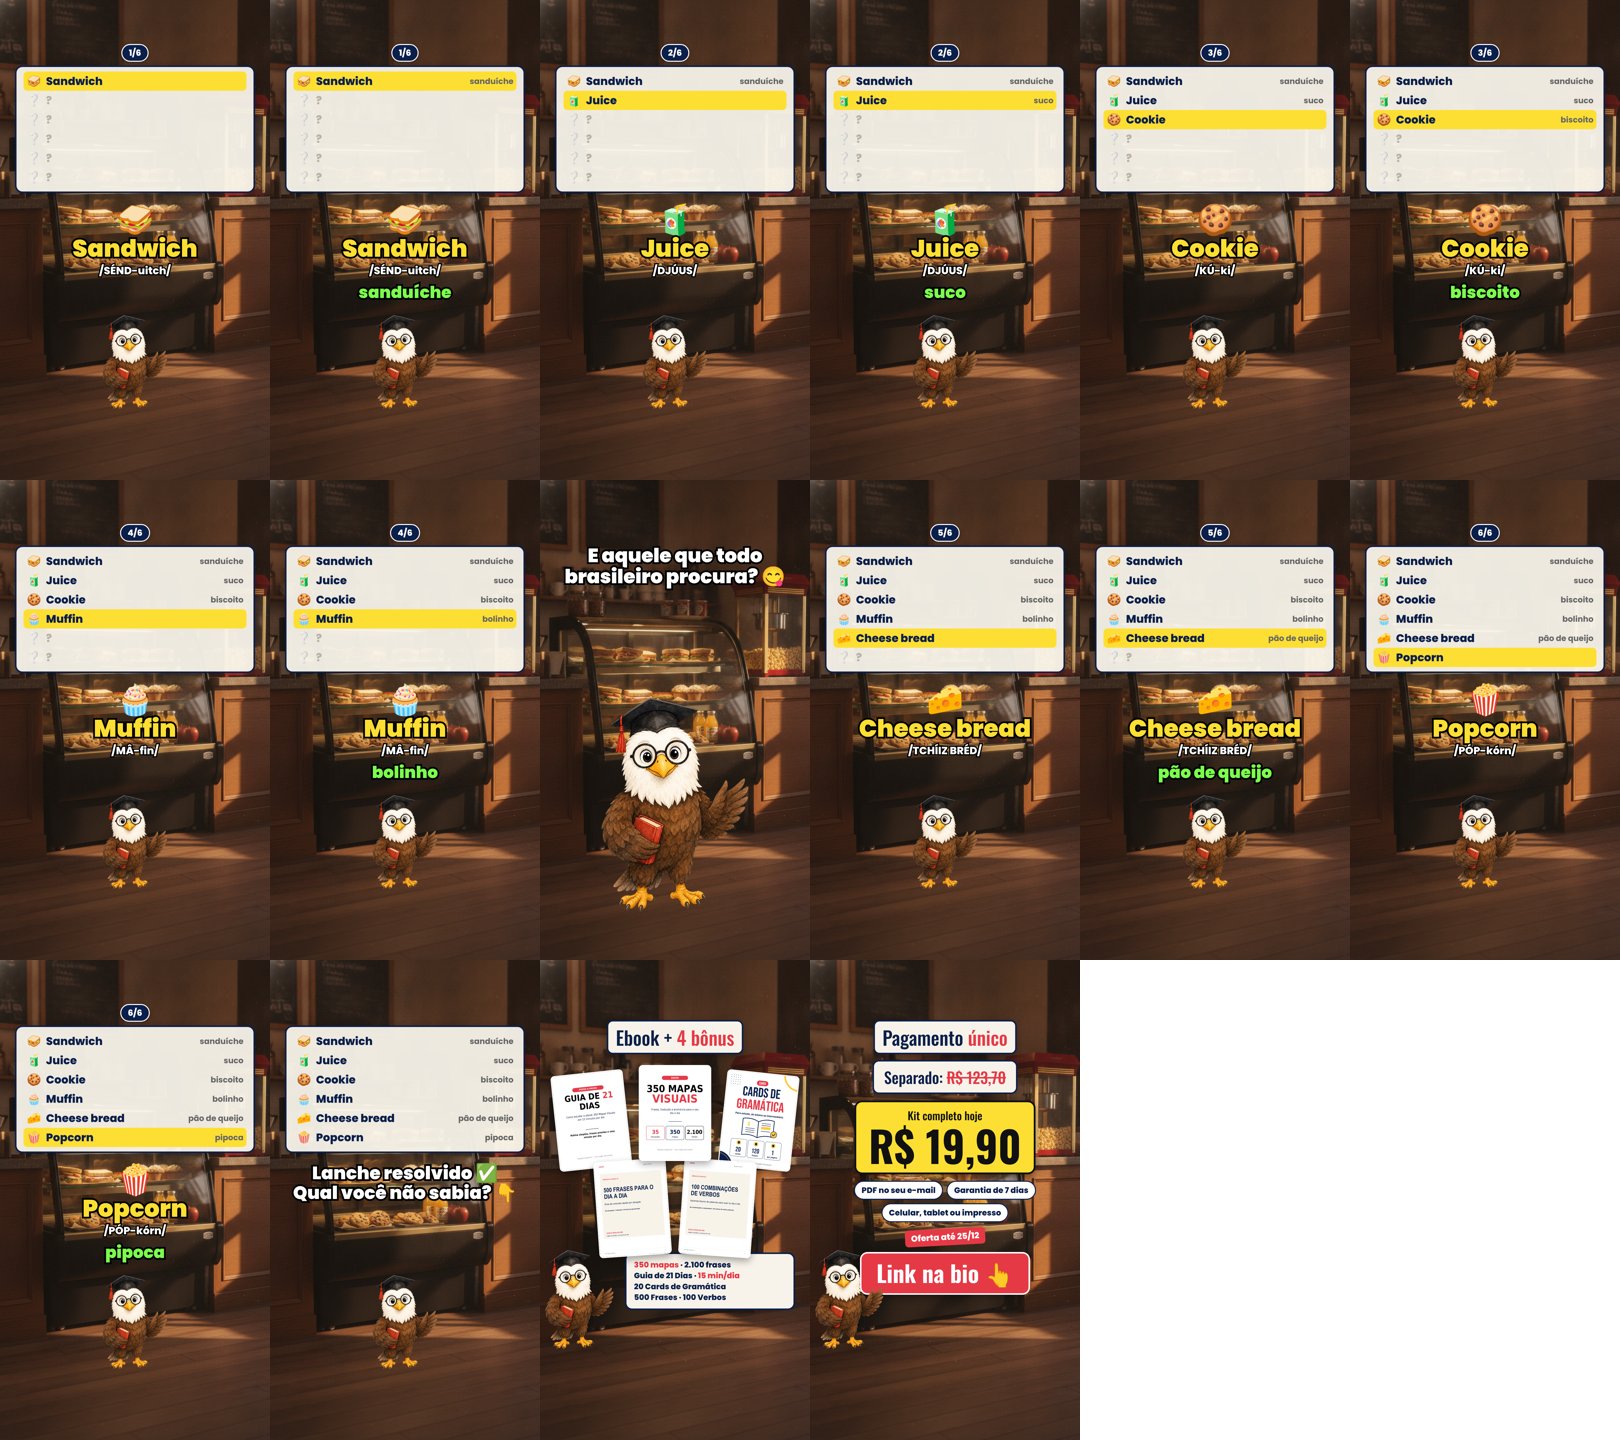 1/6
Sandwich
?
?
?
?
?
Sandwich
/SÉND-uitch/
1/6
Sandwich sanduíche
?
?
?
?
?
Sandwich
/SÉND-uitch/
sanduíche
2/6
Sandwich sanduíche
Juice
?
?
?
?
Juice
/DJÚUS/
2/6
Sandwich sanduíche
Juice suco
?
?
?
?
Juice
/DJÚUS/
suco
3/6
Sandwich sanduíche
Juice suco
Cookie
?
?
?
Cookie
/KÚ-ki/
3/6
Sandwich sanduíche
Juice suco
Cookie biscoito
?
?
?
Cookie
/KÚ-ki/
biscoito
4/6
Sandwich sanduíche
Juice suco
Cookie biscoito
Muffin
?
?
Muffin
/MÂ-fin/
4/6
Sandwich sanduíche
Juice suco
Cookie biscoito
Muffin bolinho
?
?
Muffin
/MÂ-fin/
bolinho
E aquele que todo
brasileiro procura? 😋
5/6
Sandwich sanduíche
Juice suco
Cookie biscoito
Muffin bolinho
Cheese bread
?
Cheese bread
/TCHÍIZ BRÉD/
5/6
Sandwich sanduíche
Juice suco
Cookie biscoito
Muffin bolinho
Cheese bread pão de queijo
?
Cheese bread
/TCHÍIZ BRÉD/
pão de queijo
6/6
Sandwich sanduíche
Juice suco
Cookie biscoito
Muffin bolinho
Cheese bread pão de queijo
Popcorn
Popcorn
/PÓP-kórn/
6/6
Sandwich sanduíche
Juice suco
Cookie biscoito
Muffin bolinho
Cheese bread pão de queijo
Popcorn pipoca
Popcorn
/PÓP-kórn/
pipoca
Sandwich sanduíche
Juice suco
Cookie biscoito
Muffin bolinho
Cheese bread pão de queijo
Popcorn pipoca
Lanche resolvido ✅
Qual você não sabia? 👇
Ebook + 4 bônus
GUIA DE 21
DIAS
350 MAPAS
VISUAIS
35 350 2.100
CARDS DE
GRAMÁTICA
20 120 1
500 FRASES PARA O
DIA A DIA
100 COMBINAÇÕES
DE VERBOS
350 mapas · 2.100 frases
Guia de 21 Dias · 15 min/dia
20 Cards de Gramática
500 Frases · 100 Verbos
Pagamento único
Separado: R$ 123,70
Kit completo hoje
R$ 19,90
PDF no seu e-mail
Garantia de 7 dias
Celular, tablet ou impresso
Oferta até 25/12
Link na bio 👆